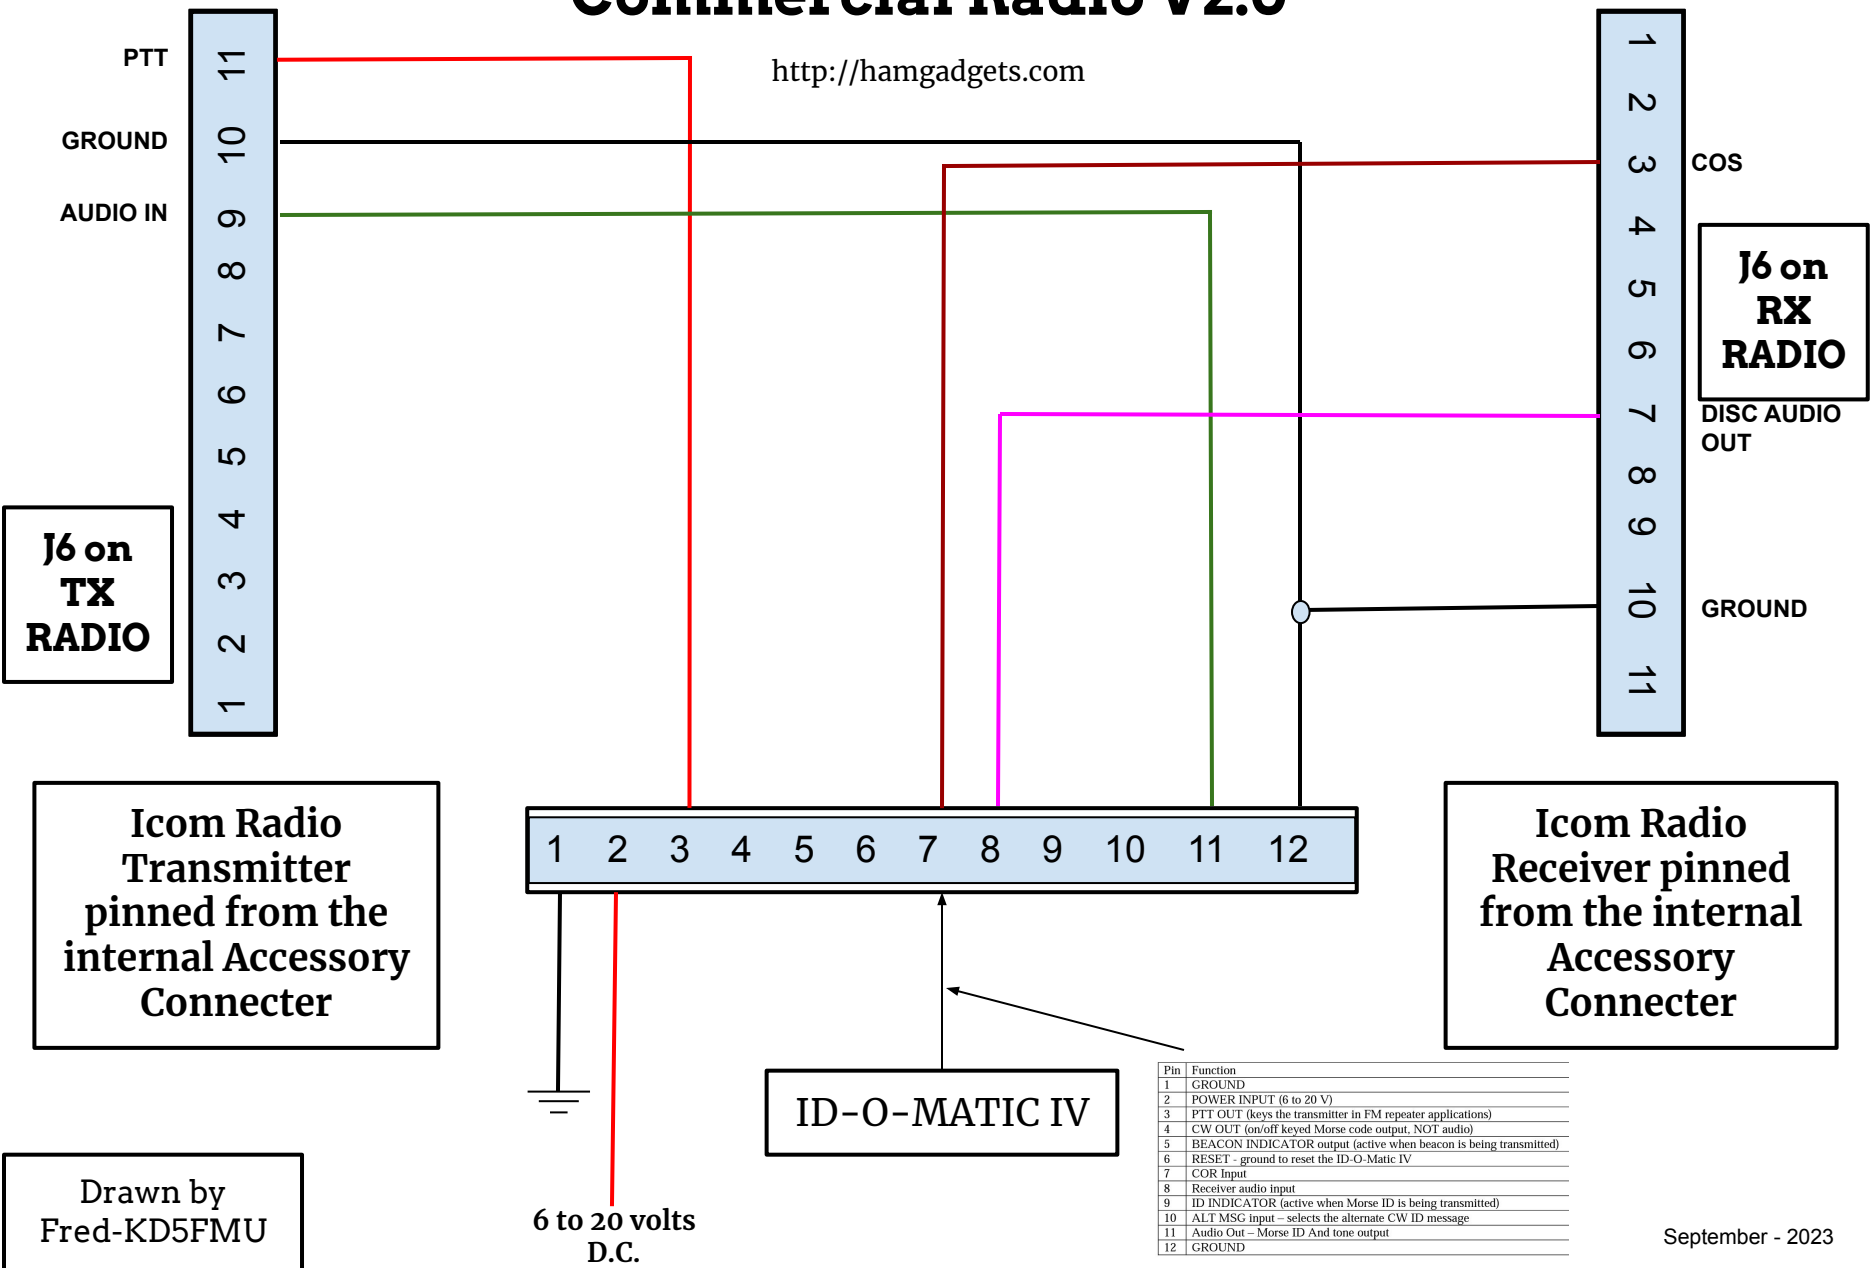 Commercial Radio V2.0
http://hamgadgets.com
PTT
GROUND
AUDIO IN
11
10
9
8
7
6
5
4
3
2
1
J6 on
TX
RADIO
1
2
3
4
5
6
7
8
9
10
11
COS
J6 on
RX
RADIO
DISC AUDIO
OUT
GROUND
Icom Radio
Transmitter
pinned from the
internal Accessory
Connecter
1 2 3 4 5 6 7 8 9 10 11 12
Icom Radio
Receiver pinned
from the internal
Accessory
Connecter
ID-O-MATIC IV
6 to 20 volts
D.C.
Drawn by
Fred-KD5FMU
Pin Function
1 GROUND
2 POWER INPUT (6 to 20 V)
3 PTT OUT (keys the transmitter in FM repeater applications)
4 CW OUT (on/off keyed Morse code output, NOT audio)
5 BEACON INDICATOR output (active when beacon is being transmitted)
6 RESET - ground to reset the ID-O-Matic IV
7 COR Input
8 Receiver audio input
9 ID INDICATOR (active when Morse ID is being transmitted)
10 ALT MSG input – selects the alternate CW ID message
11 Audio Out – Morse ID And tone output
12 GROUND
September - 2023